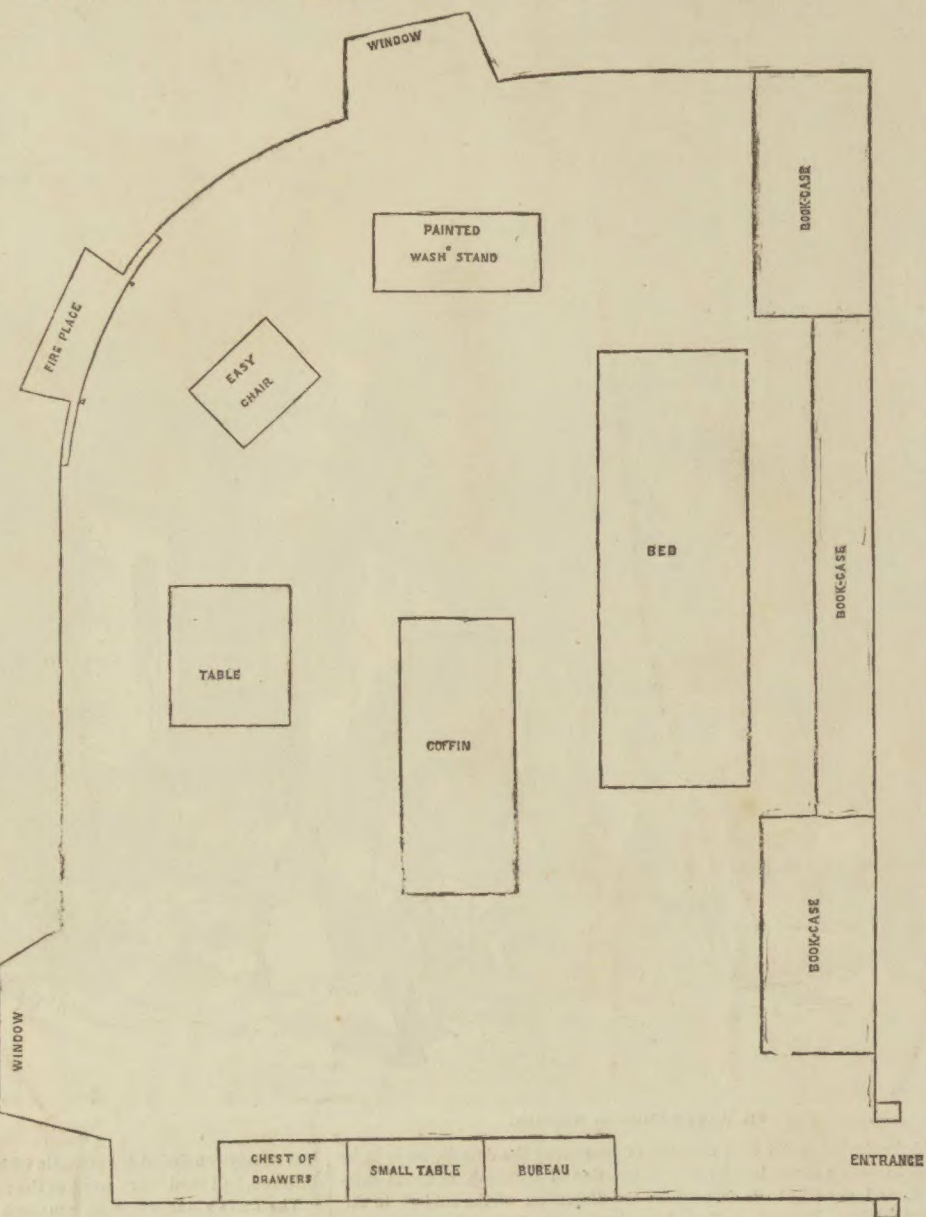 WINDOW
BOOK-CASE
PAINTED
WASH STAND
FIRE PLACE
EASY
CHAIR
BED
BOOK-CASE
TABLE
COFFIN
BOOK-CASE
WINDOW
CHEST OF
DRAWERS
SMALL TABLE
BUREAU
ENTRANCE